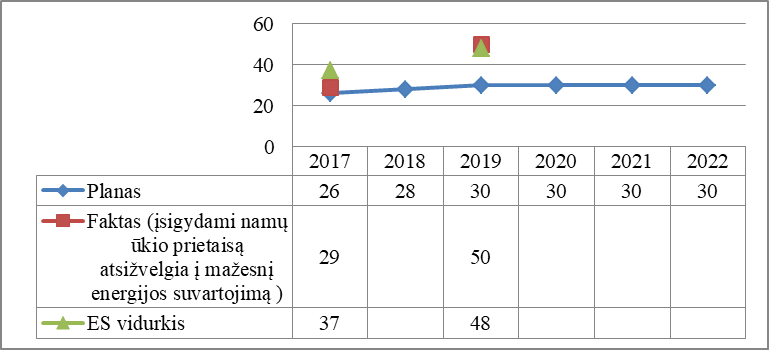 60
40
20
0
2017 2018 2019 2020 2021 2022
Planas 26 28 30 30 30 30
Faktas (įsigydami namų
ūkio prietaisą
atsižvelgia į mažesnį
energijos suvartojimą )
29 50
ES vidurkis 37 48